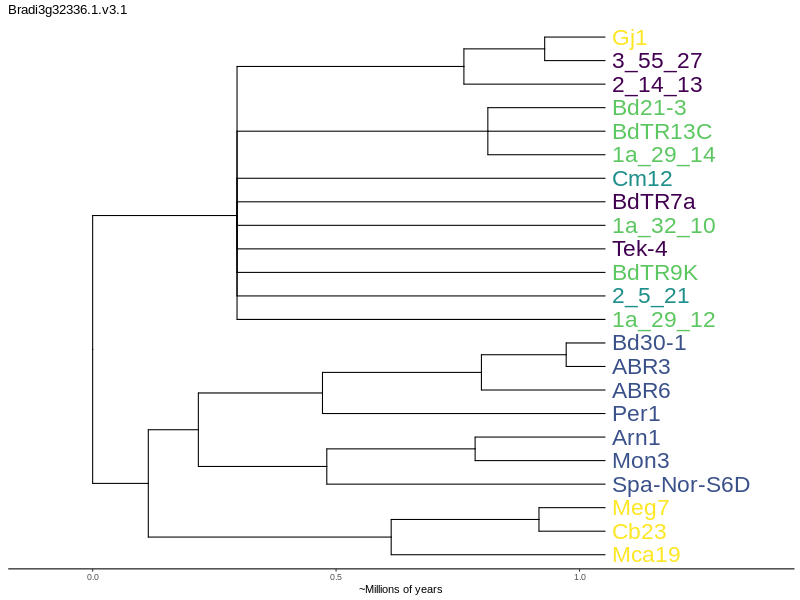 Bradi3g32336.1.v3.1
Gj1
3_55_27
2_14_13
Bd21-3
BdTR13C
1a_29_14
Cm12
BdTR7a
1a_32_10
Tek-4
BdTR9K
2_5_21
1a_29_12
Bd30-1
ABR3
ABR6
Per1
Arn1
Mon3
Spa-Nor-S6D
Meg7
Cb23
Mca19
0.0 0.5 1.0
~Millions of years